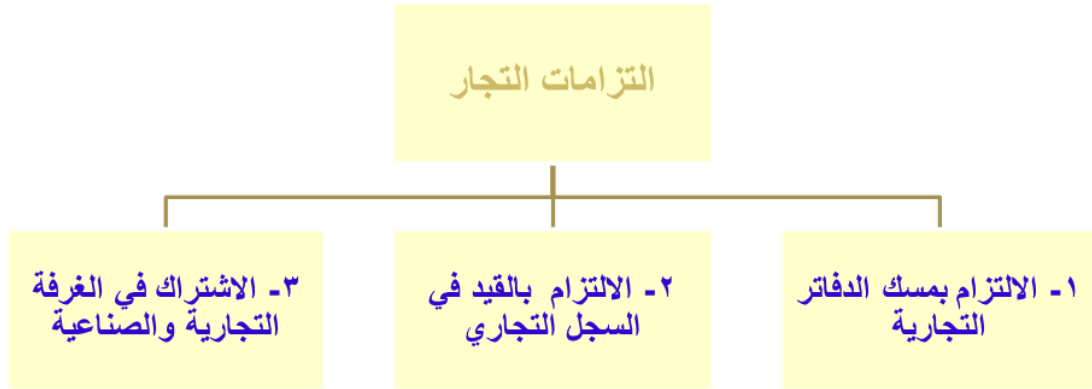 التزامات التجار
١- الالتزام بمسك الدفاتر
التجارية
٢- الالتزام بالقيد في
السجل التجاري
٣- الاشتراك في الغرفة
التجارية والصناعية